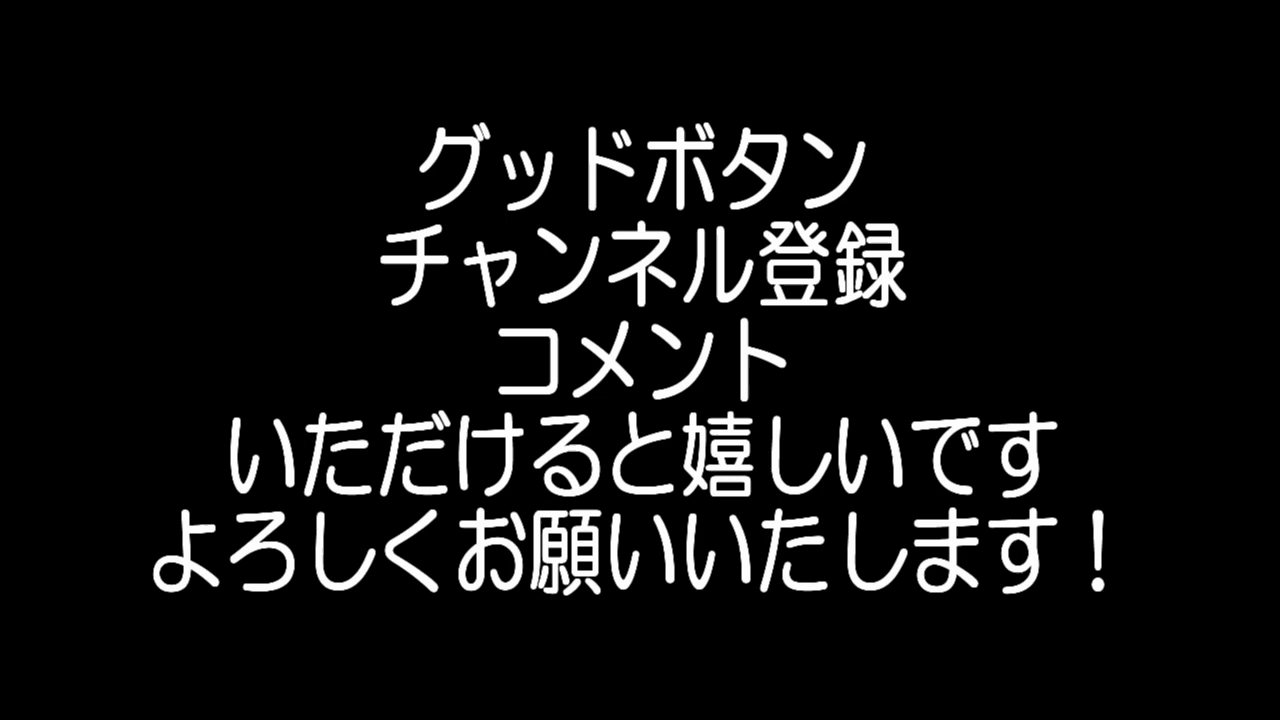 グッドボタン
チャンネル登録
コメント
いただけると嬉しいです
よろしくお願いいたします！